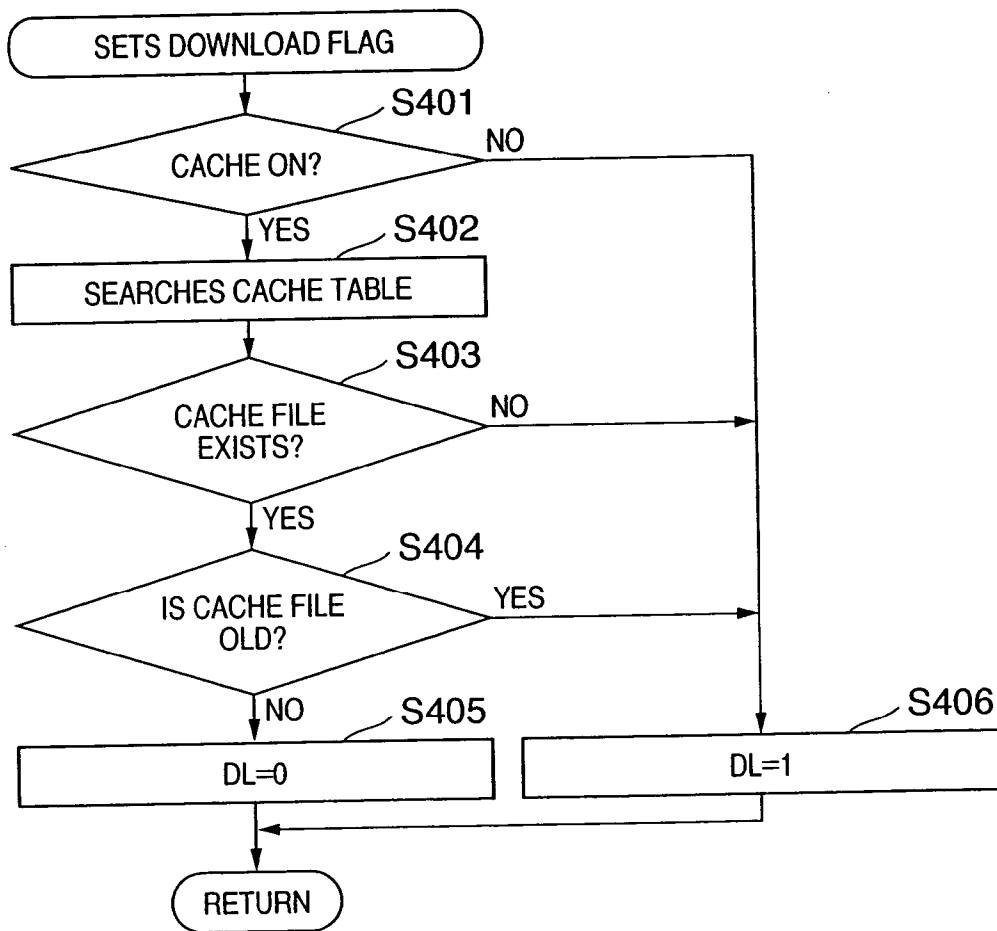 SETS DOWNLOAD FLAG
S401
CACHE ON?
NO
YES
S402
SEARCHES CACHE TABLE
S403
CACHE FILE
EXISTS?
NO
YES
S404
IS CACHE FILE
OLD?
YES
NO
S405
S406
DL=0
DL=1
RETURN